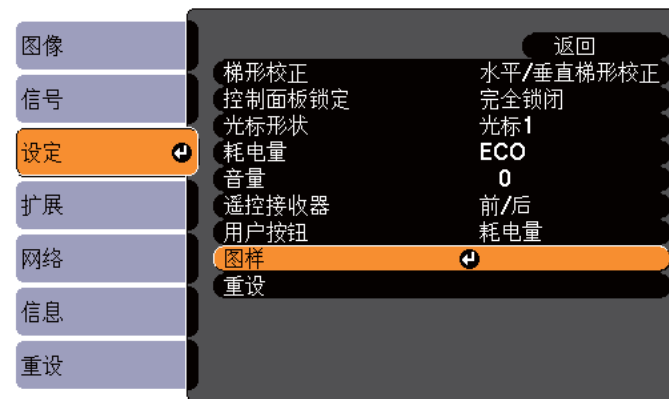 图像
信号
设定
扩展
网络
信息
重设
返回
梯形校正 水平/垂直梯形校正
控制面板锁定 完全锁闭
光标形状 光标1
耗电量 ECO
音量 0
遥控接收器 前/后
用户按钮 耗电量
图样
重设